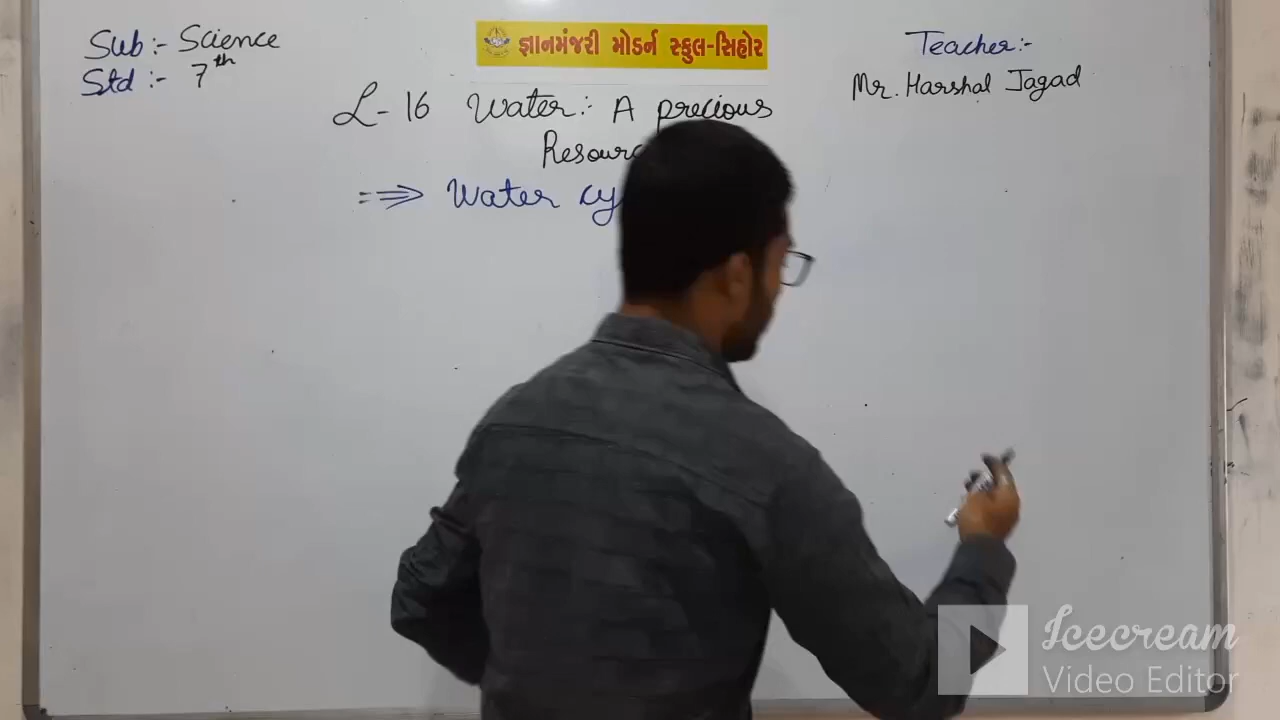 Sub:- Science
Std:- 7th
જ્ઞાનમંજરી મોડર્ન સ્કુલ-સિહોર
Teacher:-
Mr. Harshal Jagad
L-16 Water: A precious
⇒ Water
Icecream
Video Editor